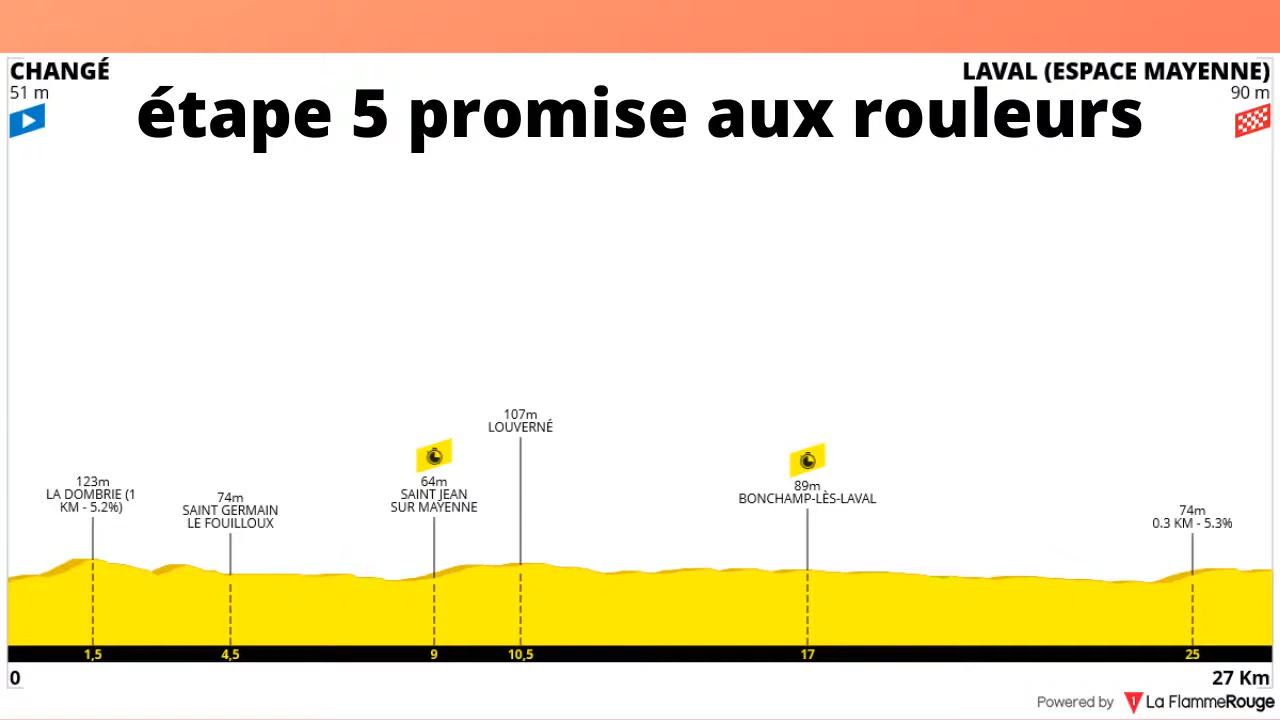 CHANGÉ
51 m
LAVAL (ESPACE MAYENNE)
90 m
étape 5 promise aux rouleurs
123m
LA DOMBRIE (1
KM - 5.2%)
74m
SAINT GERMAIN
LE FOUILLOUX
64m
SAINT JEAN
SUR MAYENNE
107m
LOUVERNÉ
89m
BONCHAMP-LÈS-LAVAL
74m
0.3 KM - 5.3%
1,5
4,5
9
10,5
17
25
0
27 Km
Powered by La FlammeRouge